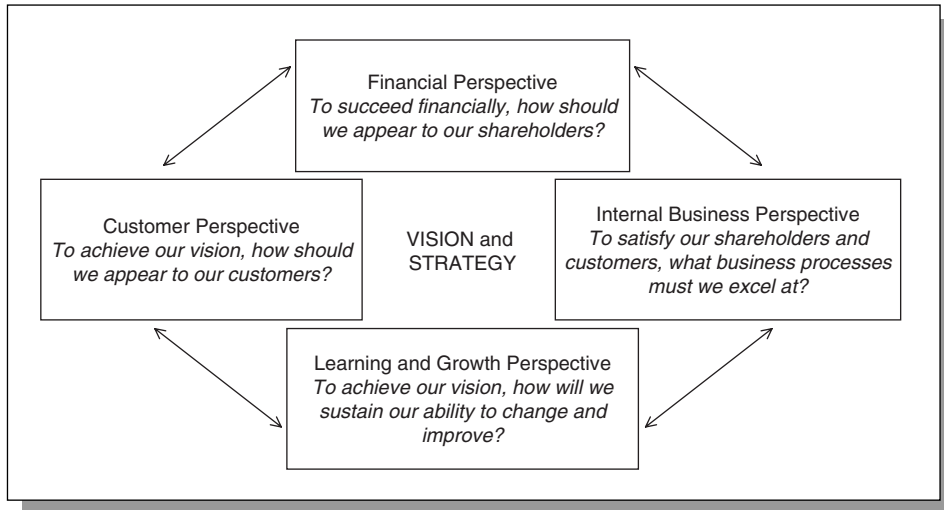 Financial Perspective
To succeed financially, how should
we appear to our shareholders?
Customer Perspective
To achieve our vision, how should
we appear to our customers?
VISION and
STRATEGY
Internal Business Perspective
To satisfy our shareholders and
customers, what business processes
must we excel at?
Learning and Growth Perspective
To achieve our vision, how will we
sustain our ability to change and
improve?